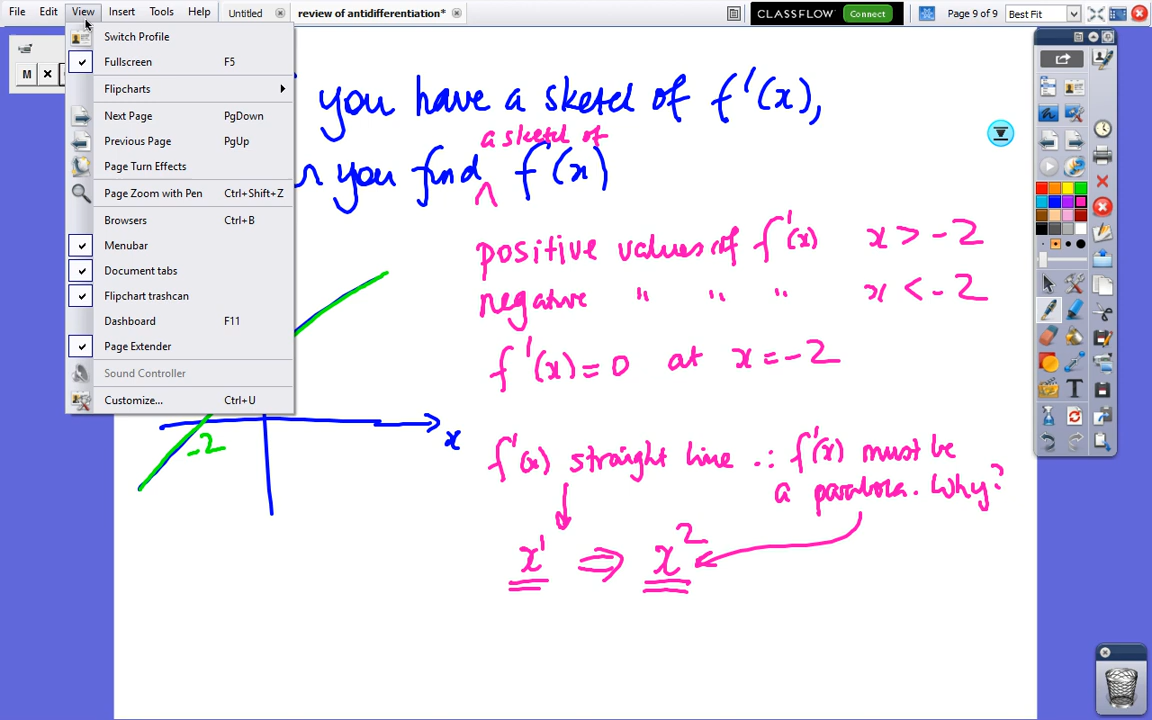 File Edit View Insert Tools Help Untitled review of antidifferentiation* CLASSFLOW Connect Page 9 of 9 Best Fit
Switch Profile
Fullscreen F5
Flipcharts
Next Page PgDown
Previous Page PgUp
Page Turn Effects
Page Zoom with Pen Ctrl+Shift+Z
Browsers Ctrl+B
Menubar
Document tabs
Flipchart trashcan
Dashboard F11
Page Extender
Sound Controller
Customize... Ctrl+U
M
you have a sketch of f'(x),
a sketch of
you find ^ f(x)
positive values of f'(x) x > -2
negative " " " x < -2
f'(x) = 0 at x = -2
f'(x) straight line ∴ f'(x) must be
a parabola. Why?
x¹ ⇒ x²
-2
x